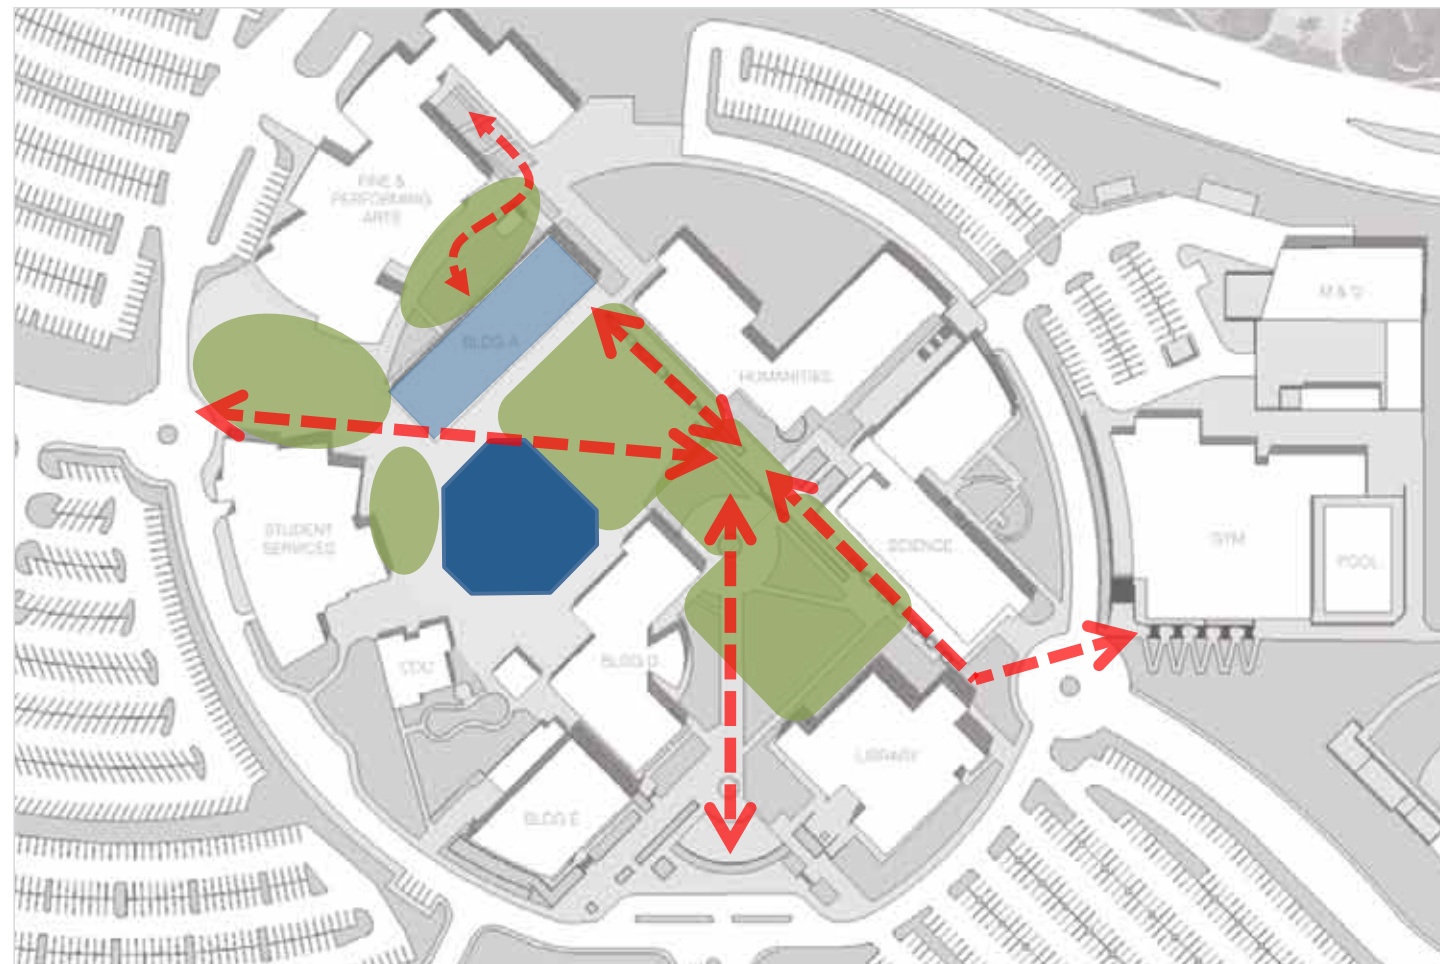 FINE &
PERFORMING
ARTS
M & O
BLDG A
HUMANITIES
STUDENT
SERVICES
SCIENCE
GYM
POOL
CDC
BLDG D
LIBRARY
BLDG E